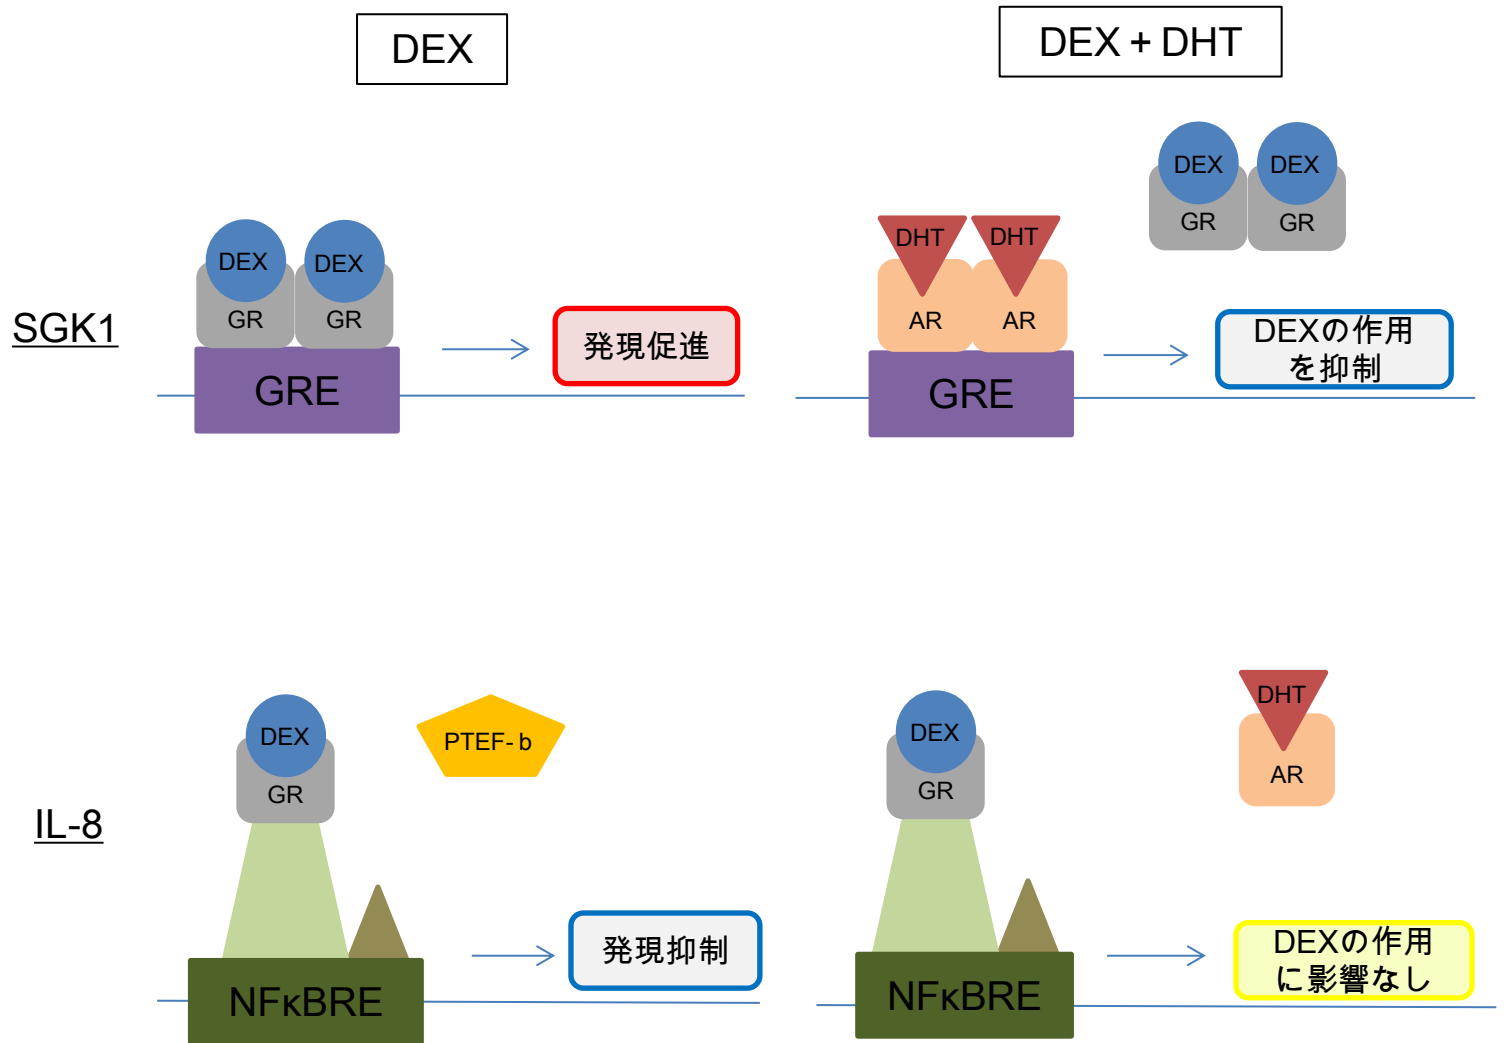 DEX
DEX + DHT
SGK1
DEX
DEX
GR
GR
GRE
発現促進
DHT
DHT
AR
AR
GRE
DEX
DEX
GR
GR
DEXの作用
を抑制
IL-8
DEX
GR
PTEF- b
NFκBRE
発現抑制
DEX
GR
NFκBRE
DHT
AR
DEXの作用
に影響なし